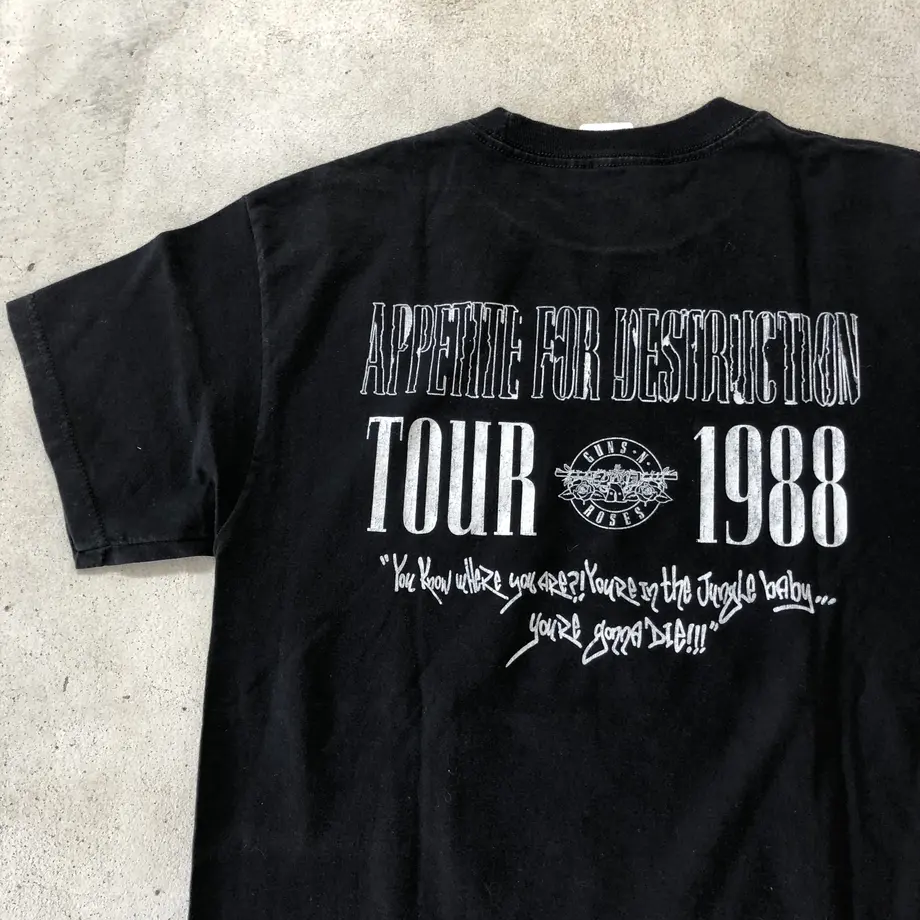 APPETITE FOR DESTRUCTION
TOUR GUNS·N· ROSES 1988
"You Know wHeRe you ARE?! You're In the JungLe baby...
you'Re gonnA DIE!!!"